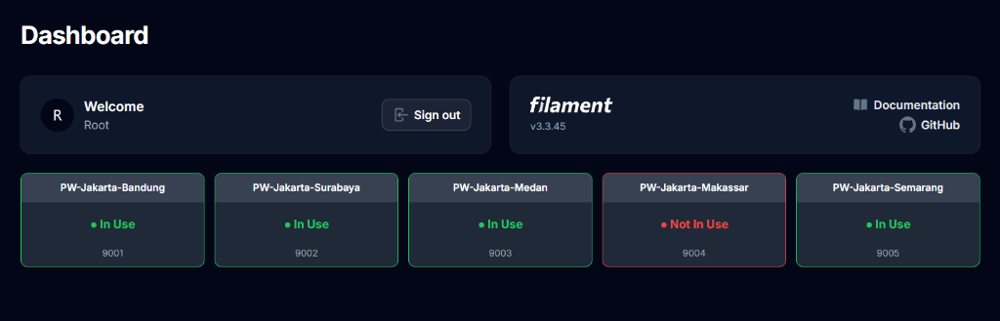 Dashboard
R
Welcome
Root
Sign out
filament
v3.3.45
Documentation
GitHub
PW-Jakarta-Bandung
In Use
9001
PW-Jakarta-Surabaya
In Use
9002
PW-Jakarta-Medan
In Use
9003
PW-Jakarta-Makassar
Not In Use
9004
PW-Jakarta-Semarang
In Use
9005